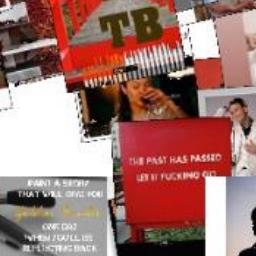 TB
THE PAST HAS PASSED
LET IT FUCKING GO
PAINT A STORY
THAT WILL GIVE YOU
ONE DAY
WHEN YOU'LL BE
REFLECTING BACK